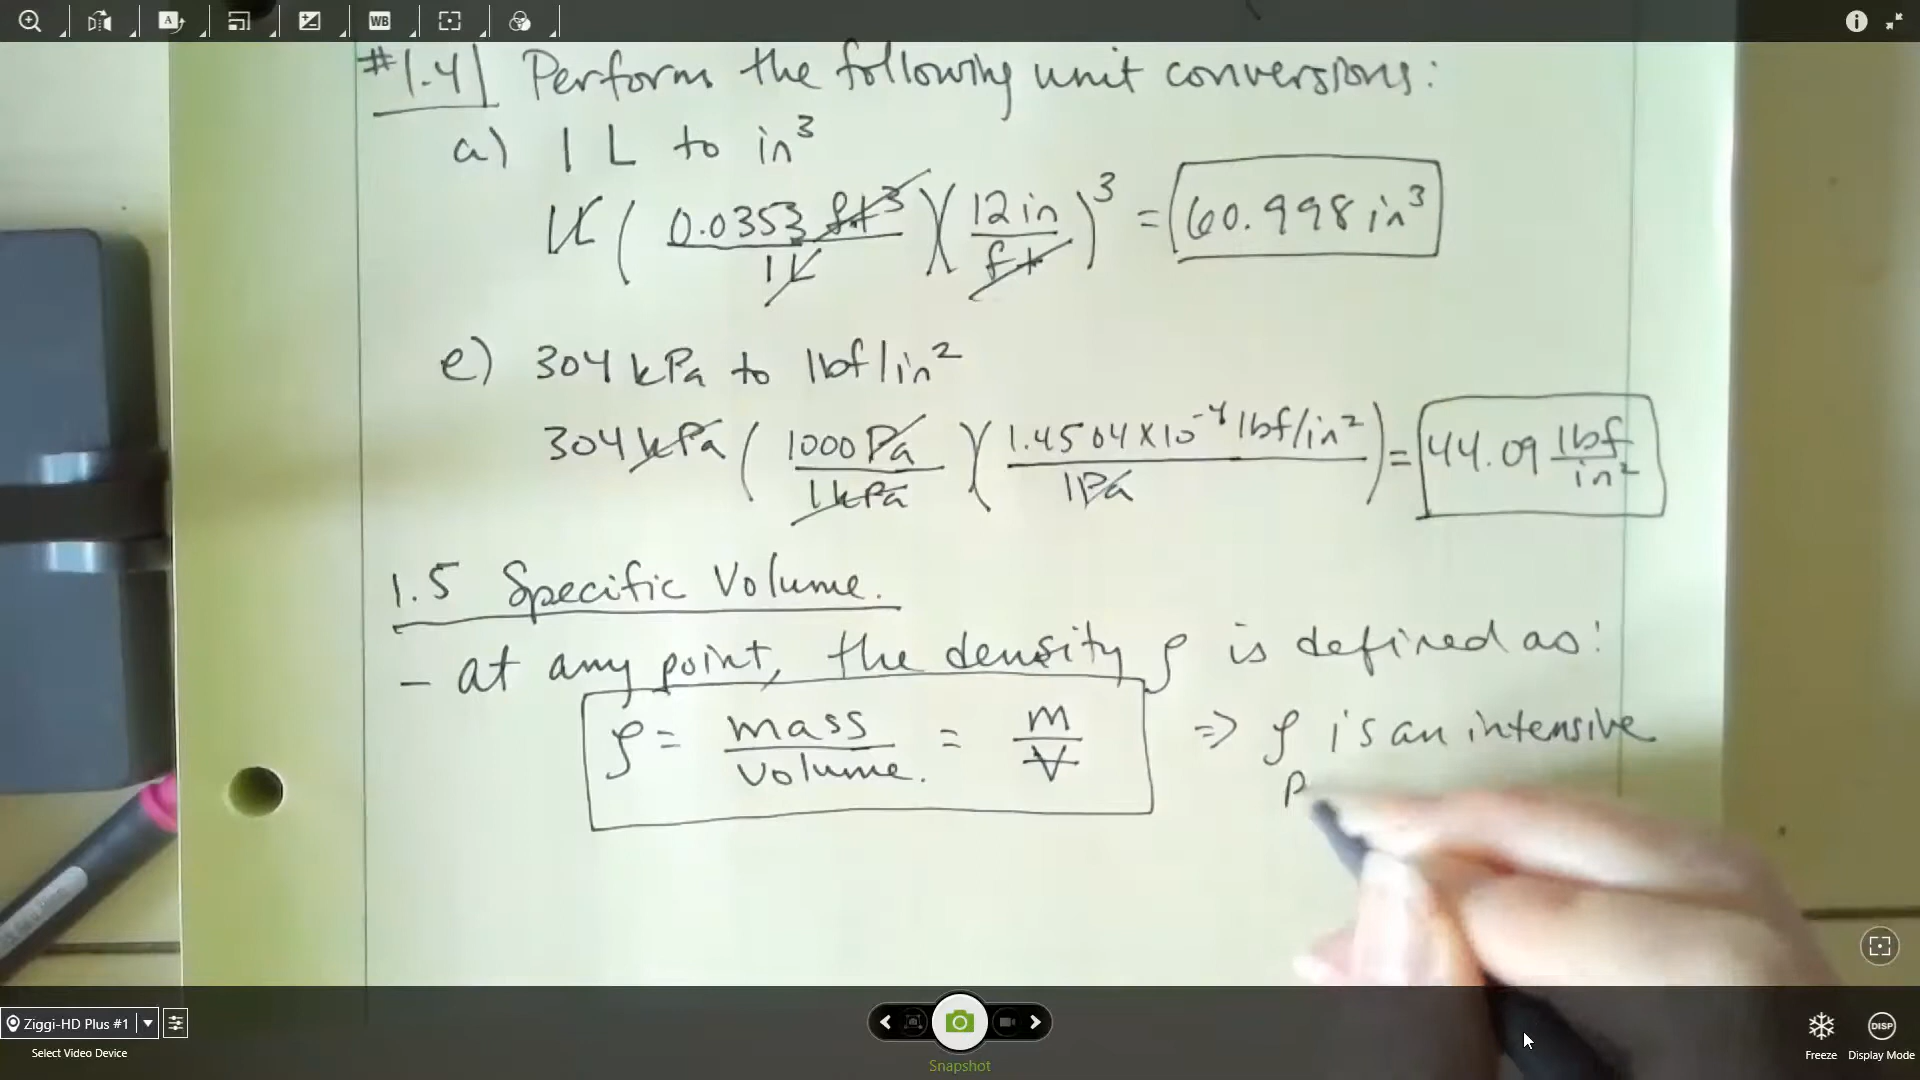 A
WB
#1.4 Perform the following unit conversions:
a) 1 L to in³
1L ( 0.0353 ft³ / 1L )( 12 in / ft )³ = 60.998 in³
e) 304 kPa to lbf/in²
304 kPa ( 1000 Pa / 1 kPa )( 1.4504 X 10⁻⁴ lbf/in² / 1Pa ) = 44.09 lbf / in²
1.5 Specific Volume.
- at any point, the density ρ is defined as:
ρ = mass / volume. = m / V ⇒ ρ is an intensive
p
Ziggi-HD Plus #1
Select Video Device
Snapshot
Freeze
DISP
Display Mode